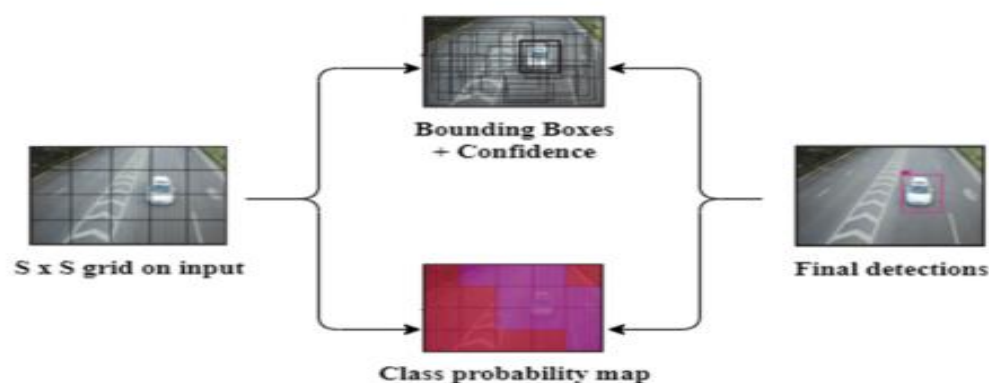 Bounding Boxes
+ Confidence
S x S grid on input
Final detections
Class probability map